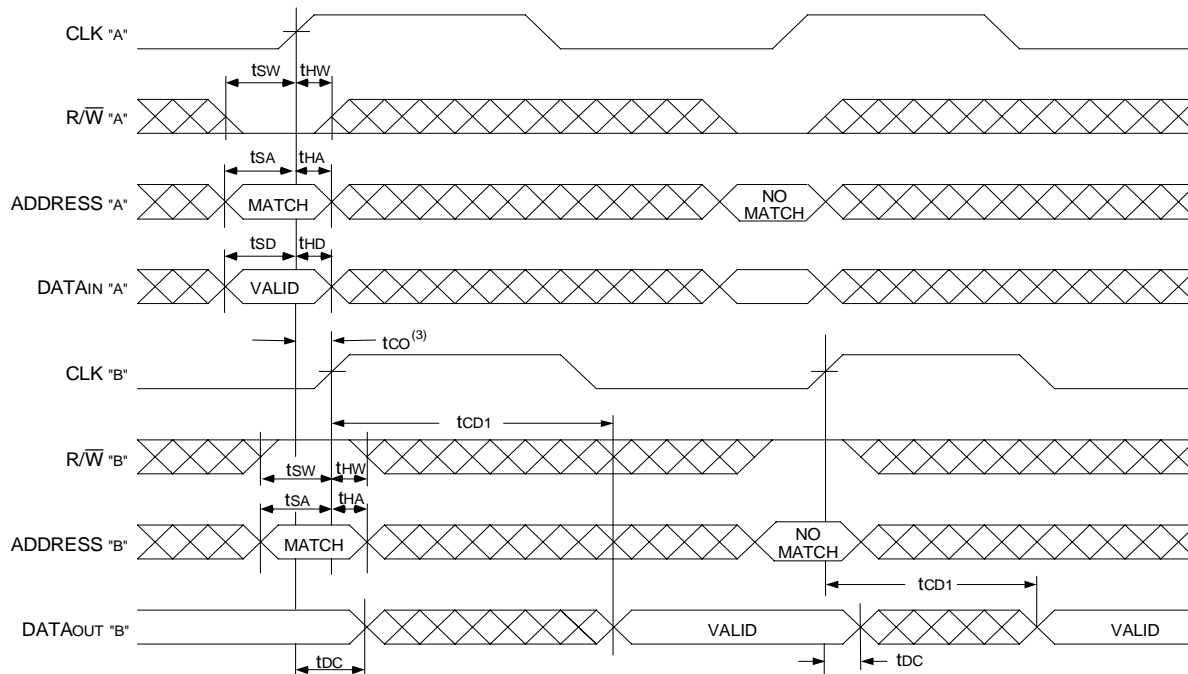 CLK "A"
tSW tHW
R/W̅ "A"
tSA tHA
ADDRESS "A" MATCH NO MATCH
tSD tHD
DATAIN "A" VALID
tCO(3)
CLK "B"
tCD1
R/W̅ "B"
tSW tHW
tSA tHA
ADDRESS "B" MATCH NO MATCH
tCD1
DATAOUT "B" VALID VALID
tDC tDC